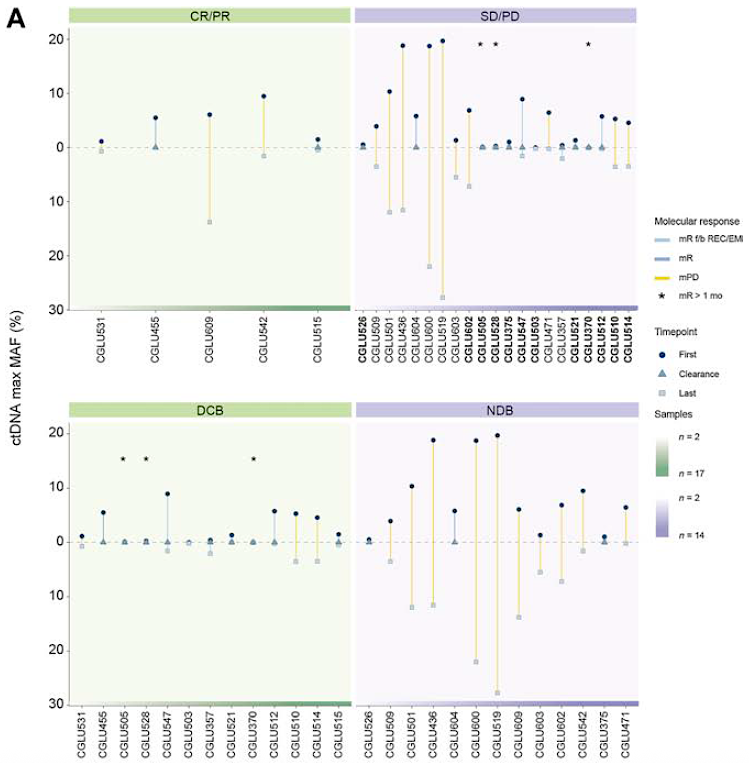 A
CR/PR
SD/PD
20
10
0
10
20
30
CGLU531
CGLU455
CGLU609
CGLU542
CGLU515
CGLU526
CGLU509
CGLU501
CGLU436
CGLU604
CGLU600
CGLU519
CGLU603
CGLU602
CGLU505
CGLU528
CGLU375
CGLU547
CGLU503
CGLU471
CGLU357
CGLU521
CGLU370
CGLU512
CGLU510
CGLU514
ctDNA max MAF (%)
DCB
NDB
20
10
0
10
20
30
CGLU531
CGLU455
CGLU505
CGLU528
CGLU547
CGLU503
CGLU357
CGLU521
CGLU370
CGLU512
CGLU510
CGLU514
CGLU515
CGLU526
CGLU509
CGLU501
CGLU436
CGLU604
CGLU600
CGLU519
CGLU609
CGLU603
CGLU602
CGLU542
CGLU375
CGLU471
Molecular response
mR f/b REC/EM
mR
mPD
* mR > 1 mo
Timepoint
First
Clearance
Last
Samples
n = 2
n = 17
n = 2
n = 14